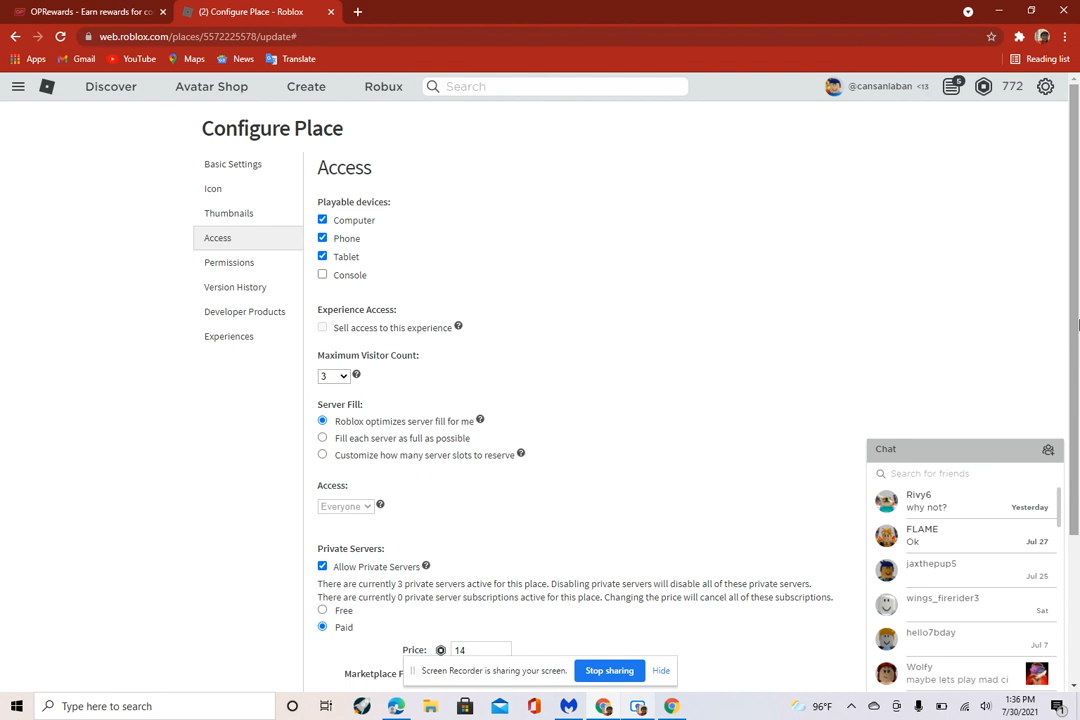 OPRewards - Earn rewards for co
(2) Configure Place - Roblox
web.roblox.com/places/5572225578/update#
Apps Gmail YouTube Maps News Translate Reading list
Discover Avatar Shop Create Robux Search @cansanlaban <13 5 772
Configure Place
Basic Settings
Icon
Thumbnails
Access
Permissions
Version History
Developer Products
Experiences
Access
Playable devices:
Computer
Phone
Tablet
Console
Experience Access:
Sell access to this experience ?
Maximum Visitor Count:
3 ?
Server Fill:
Roblox optimizes server fill for me ?
Fill each server as full as possible
Customize how many server slots to reserve ?
Access:
Everyone ?
Private Servers:
Allow Private Servers ?
There are currently 3 private servers active for this place. Disabling private servers will disable all of these private servers.
There are currently 0 private server subscriptions active for this place. Changing the price will cancel all of these subscriptions.
Free
Paid
Price: 14
Marketplace F
Screen Recorder is sharing your screen. Stop sharing Hide
Chat
Search for friends
Rivy6
why not? Yesterday
FLAME
Ok Jul 27
jaxthepup5
Jul 25
wings_firerider3
Sat
hello7bday
Jul 7
Wolfy
maybe lets play mad ci
Type here to search
96°F
1:36 PM
7/30/2021
1